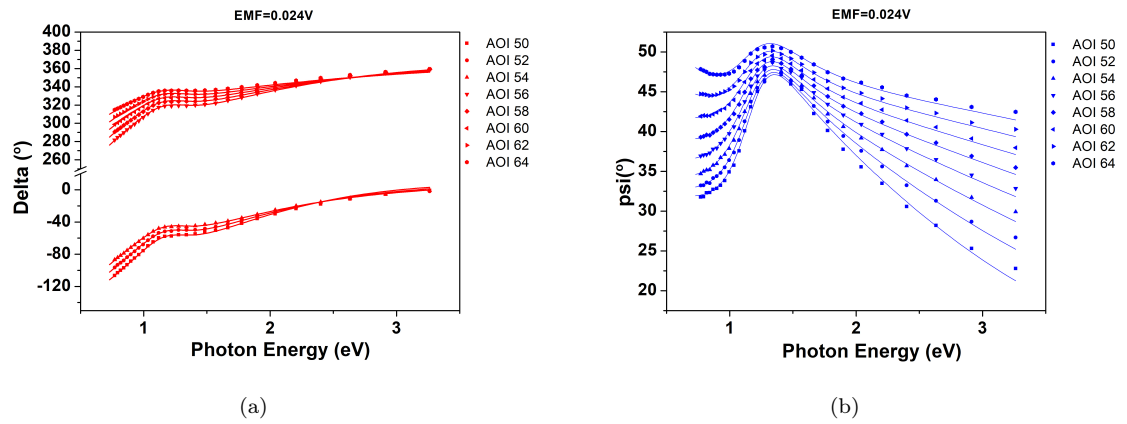 EMF=0.024V
400
380
360
340
320
300
280
260
0
-40
-80
-120
1
2
3
Delta (º)
Photon Energy (eV)
AOI 50
AOI 52
AOI 54
AOI 56
AOI 58
AOI 60
AOI 62
AOI 64
(a)
EMF=0.024V
50
45
40
35
30
25
20
1
2
3
psi(º)
Photon Energy (eV)
AOI 50
AOI 52
AOI 54
AOI 56
AOI 58
AOI 60
AOI 62
AOI 64
(b)